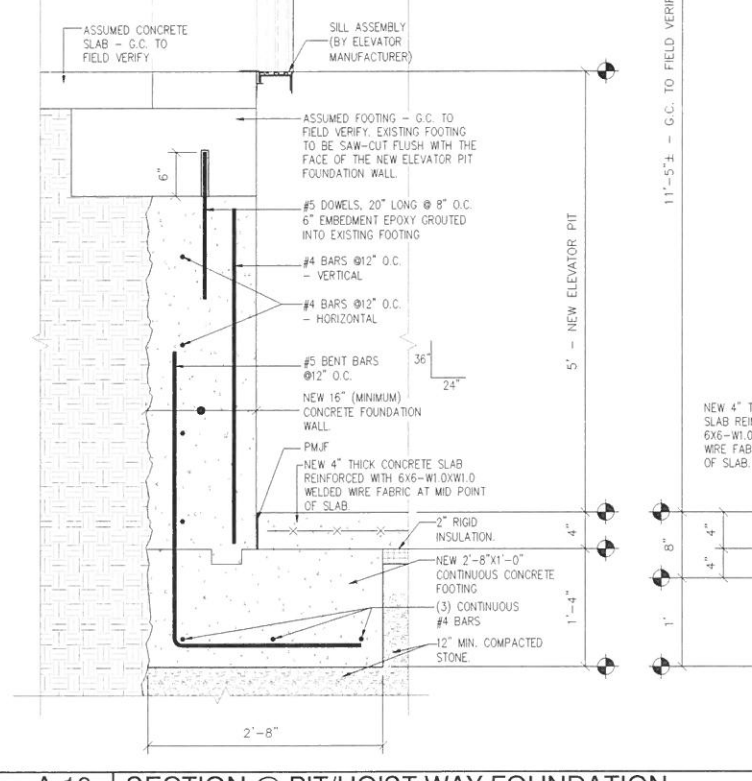 ASSUMED CONCRETE
SLAB – G.C. TO
FIELD VERIFY
SILL ASSEMBLY
(BY ELEVATOR
MANUFACTURER)
ASSUMED FOOTING – G.C. TO
FIELD VERIFY. EXISTING FOOTING
TO BE SAW-CUT FLUSH WITH THE
FACE OF THE NEW ELEVATOR PIT
FOUNDATION WALL.
6"
#5 DOWELS, 20" LONG @ 8" O.C.
6" EMBEDMENT EPOXY GROUTED
INTO EXISTING FOOTING
#4 BARS @12" O.C.
– VERTICAL
#4 BARS @12" O.C.
– HORIZONTAL
#5 BENT BARS
@12" O.C.
36"
24"
NEW 16" (MINIMUM)
CONCRETE FOUNDATION
WALL.
PMJF
NEW 4" THICK CONCRETE SLAB
REINFORCED WITH 6X6-W1.0XW1.0
WELDED WIRE FABRIC AT MID POINT
OF SLAB
2" RIGID
INSULATION.
NEW 2'-8"X1'-0"
CONTINUOUS CONCRETE
FOOTING
(3) CONTINUOUS
#4 BARS
12" MIN. COMPACTED
STONE.
2'-8"
5' – NEW ELEVATOR PIT
4"
1'-4"
11'-5"± – G.C. TO FIELD VERIF
8"
4"
4"
1'
NEW 4" T
SLAB REIN
6X6-W1.0
WIRE FAB
OF SLAB.
SECTION @ PIT/HOIST WAY FOUNDATION